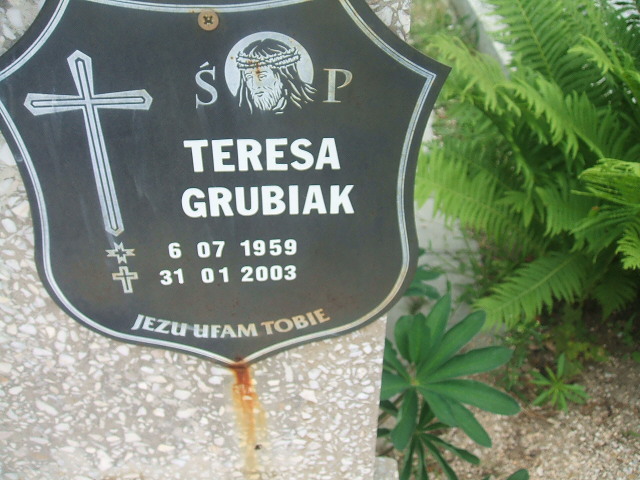 Ś P
TERESA
GRUBIAK
6 07 1959
31 01 2003
JEZU UFAM TOBIE